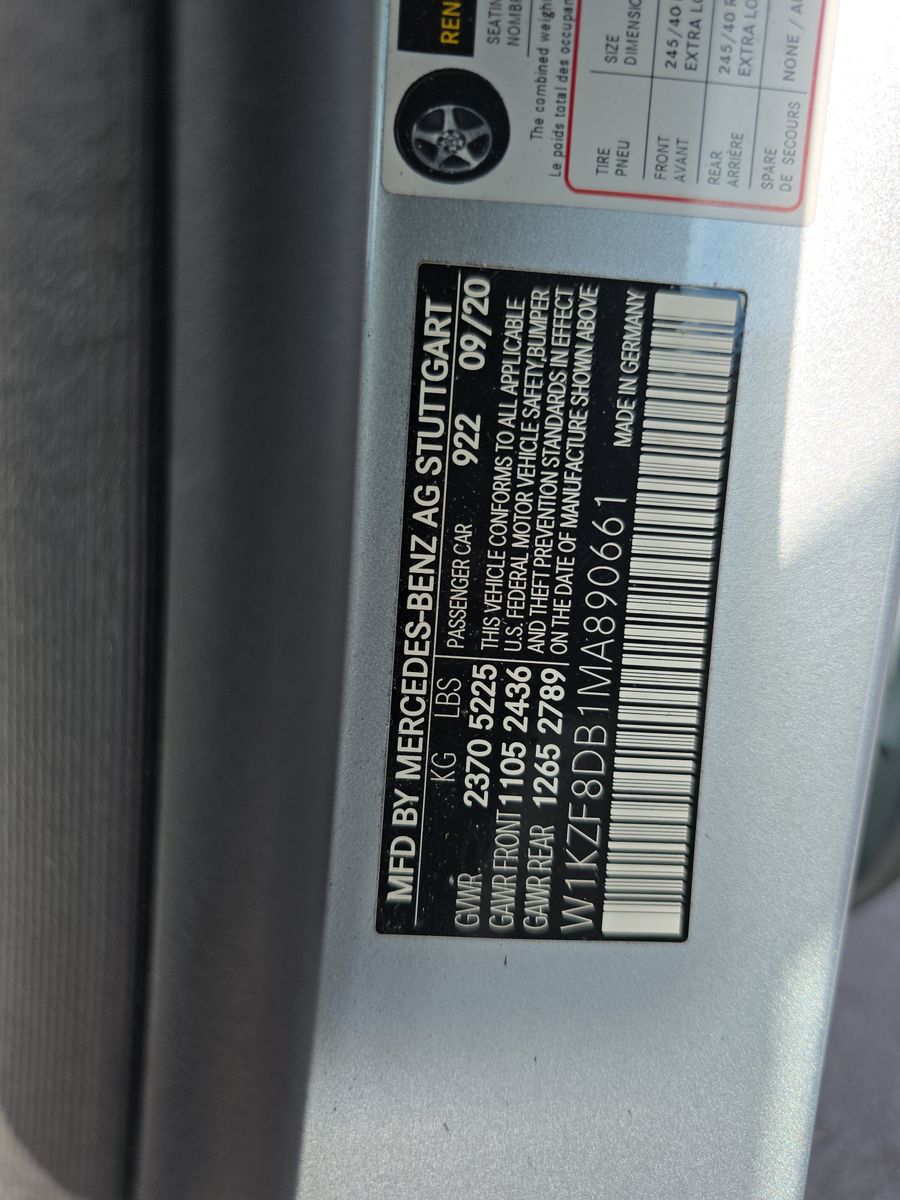 MFD BY MERCEDES-BENZ AG STUTTGART
KG LBS PASSENGER CAR 922 09/20
GVWR 2370 5225 THIS VEHICLE CONFORMS TO ALL APPLICABLE
GAWR FRONT 1105 2436 U.S. FEDERAL MOTOR VEHICLE SAFETY,BUMPER
GAWR REAR 1265 2789 AND THEFT PREVENTION STANDARDS IN EFFECT
ON THE DATE OF MANUFACTURE SHOWN ABOVE
W1KZF8DB1MA890661 MADE IN GERMANY
REN
SEATIN
NOMBR
The combined weight
Le poids total des occupan
TIRE SIZE
PNEU DIMENSIO
FRONT 245/40
AVANT EXTRA LO
REAR 245/40 R
ARRIÈRE EXTRA LO
SPARE NONE / AU
DE SECOURS